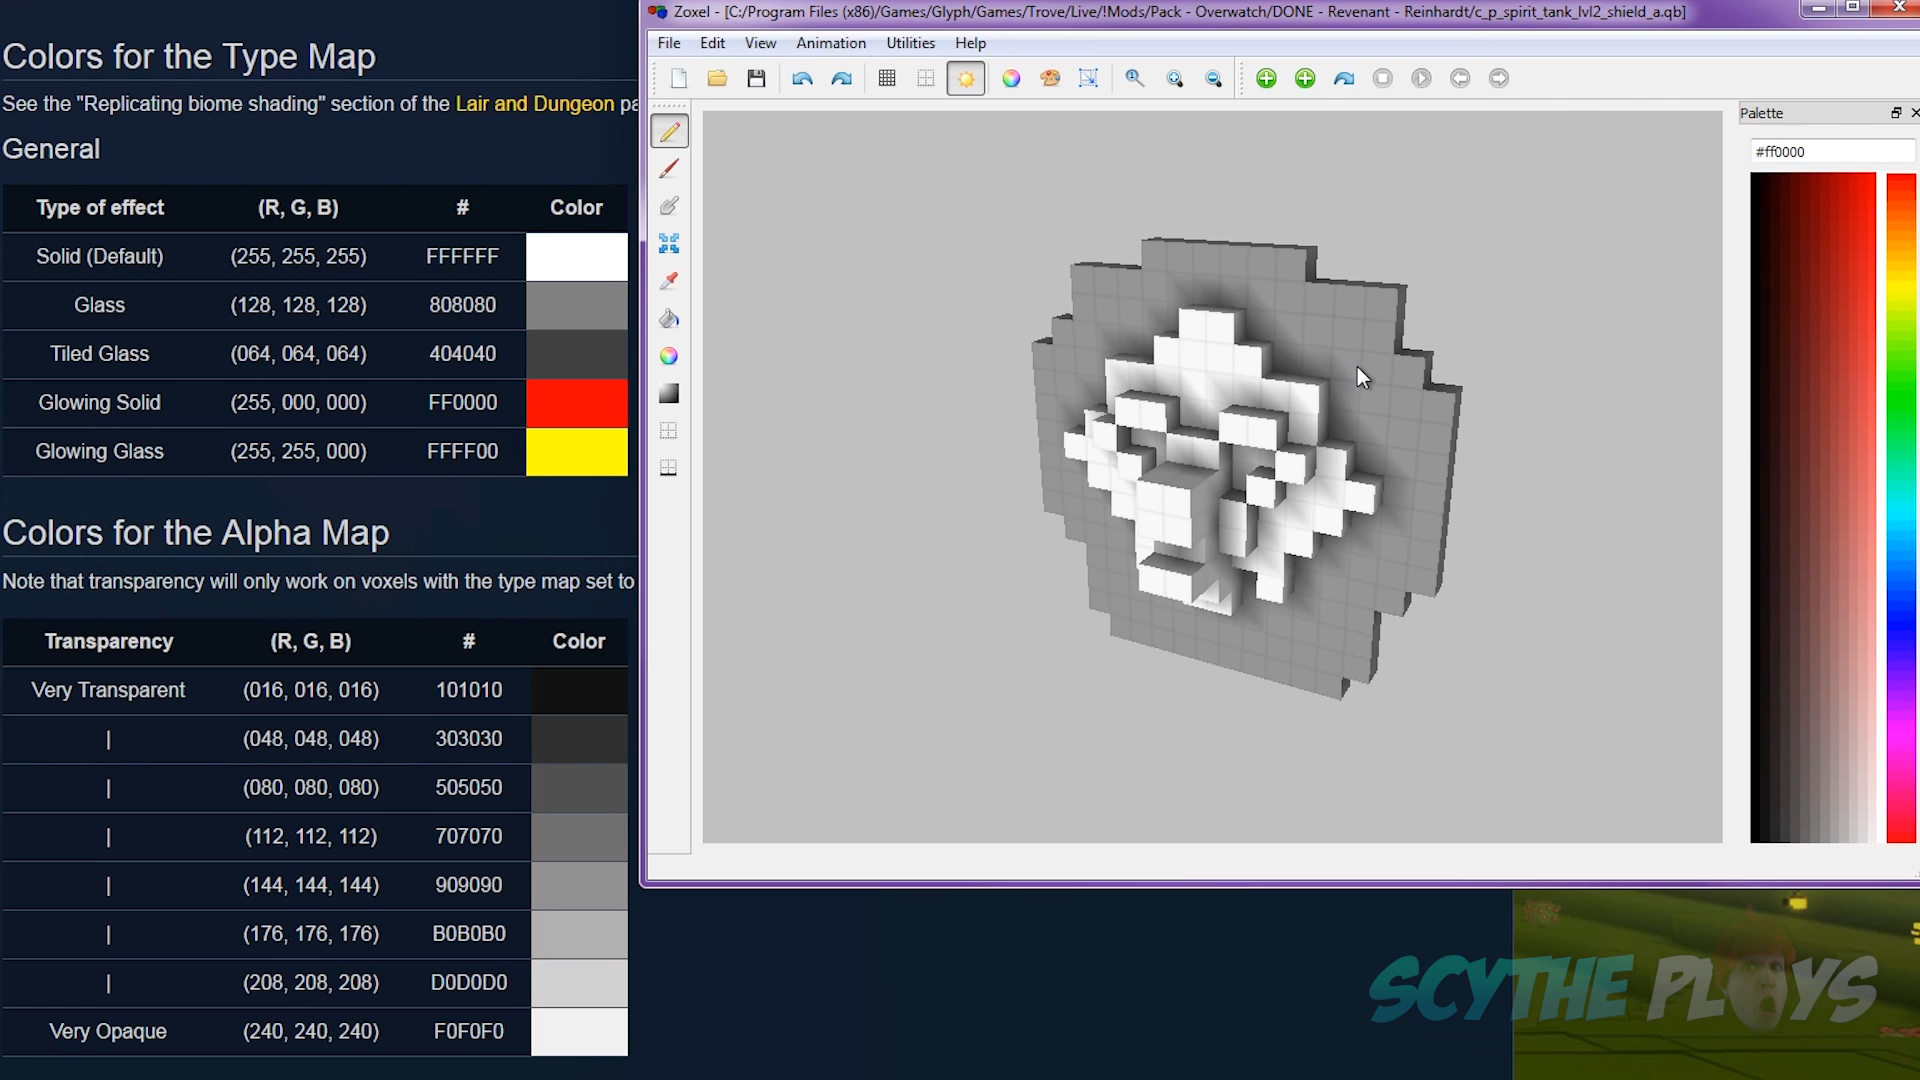 Colors for the Type Map
See the "Replicating biome shading" section of the Lair and Dungeon pa
General
Type of effect (R, G, B) # Color
Solid (Default) (255, 255, 255) FFFFFF
Glass (128, 128, 128) 808080
Tiled Glass (064, 064, 064) 404040
Glowing Solid (255, 000, 000) FF0000
Glowing Glass (255, 255, 000) FFFF00
Colors for the Alpha Map
Note that transparency will only work on voxels with the type map set to
Transparency (R, G, B) # Color
Very Transparent (016, 016, 016) 101010
| (048, 048, 048) 303030
| (080, 080, 080) 505050
| (112, 112, 112) 707070
| (144, 144, 144) 909090
| (176, 176, 176) B0B0B0
| (208, 208, 208) D0D0D0
Very Opaque (240, 240, 240) F0F0F0
Zoxel - [C:/Program Files (x86)/Games/Glyph/Games/Trove/Live/!Mods/Pack - Overwatch/DONE - Revenant - Reinhardt/c_p_spirit_tank_lvl2_shield_a.qb]
File Edit View Animation Utilities Help
Palette
#ff0000
SCYTHE PLAYS